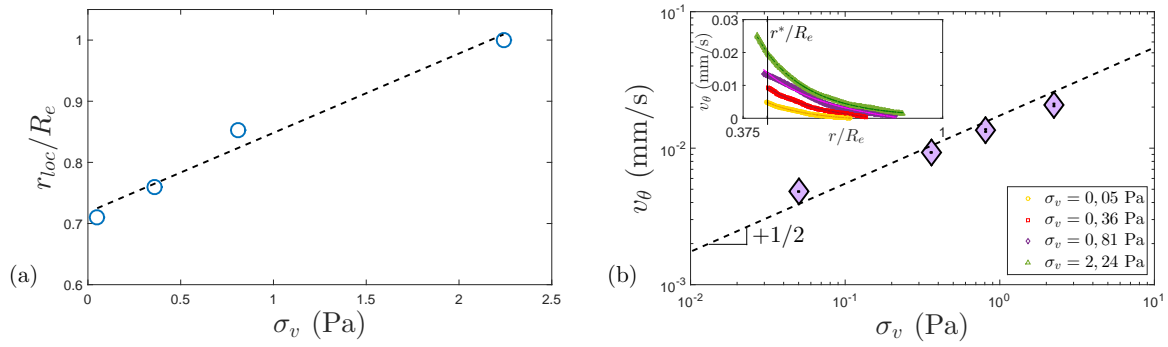 (a)
r_{loc}/R_e
1
0.9
0.8
0.7
0.6
0
0.5
1
1.5
2
2.5
σ_v (Pa)
(b)
v_θ (mm/s)
10^{-1}
10^{-2}
10^{-3}
10^{-2}
10^{-1}
10^0
10^1
σ_v (Pa)
+1/2
v_θ (mm/s)
0.03
0.02
0.01
0
r*/R_e
0.375
r/R_e
1
σ_v = 0,05 Pa
σ_v = 0,36 Pa
σ_v = 0,81 Pa
σ_v = 2,24 Pa